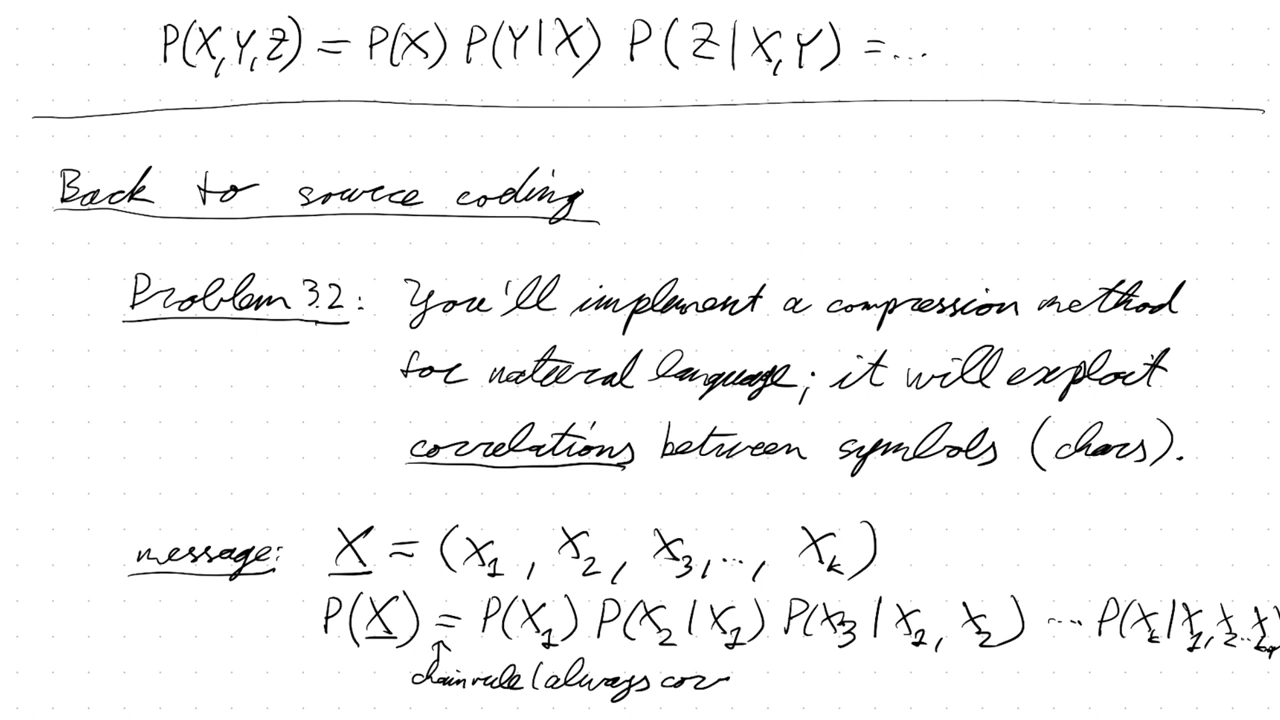 P(X,Y,Z) = P(X) P(Y|X) P(Z|X,Y) = ...
Back to source coding
Problem 3.2: You'll implement a compression method
for natural language; it will exploit
correlations between symbols (chars).
message: X = (X₁, X₂, X₃, ..., Xₖ)
P(X) = P(X₁) P(X₂|X₁) P(X₃|X₁, X₂) ... P(Xₖ|X₁, X₂ ...
chain rule (always cor